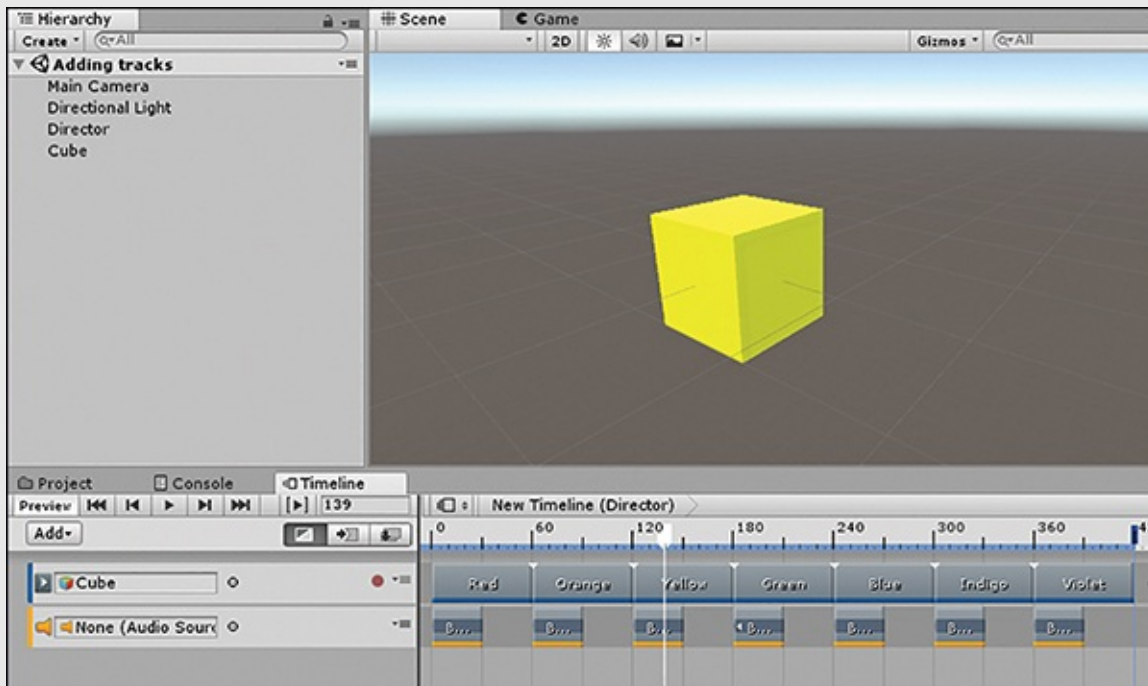 Hierarchy
Create All
Adding tracks
Main Camera
Directional Light
Director
Cube
Scene Game
2D Gizmos All
Project Console Timeline
Preview 139 New Timeline (Director)
Add 0 60 120 180 240 300 360 4
Cube Red Orange Yellow Green Blue Indigo Violet
None (Audio Sourc B... B... B... B... B... B... B...